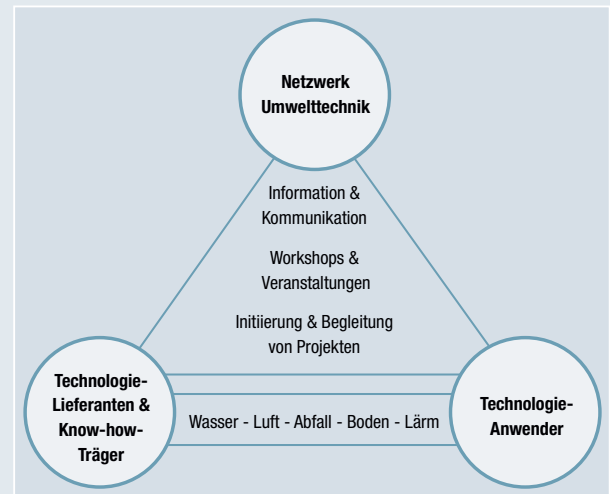 Netzwerk
Umwelttechnik
Information &
Kommunikation
Workshops &
Veranstaltungen
Initiierung & Begleitung
von Projekten
Technologie-
Lieferanten &
Know-how-
Träger
Wasser - Luft - Abfall - Boden - Lärm
Technologie-
Anwender